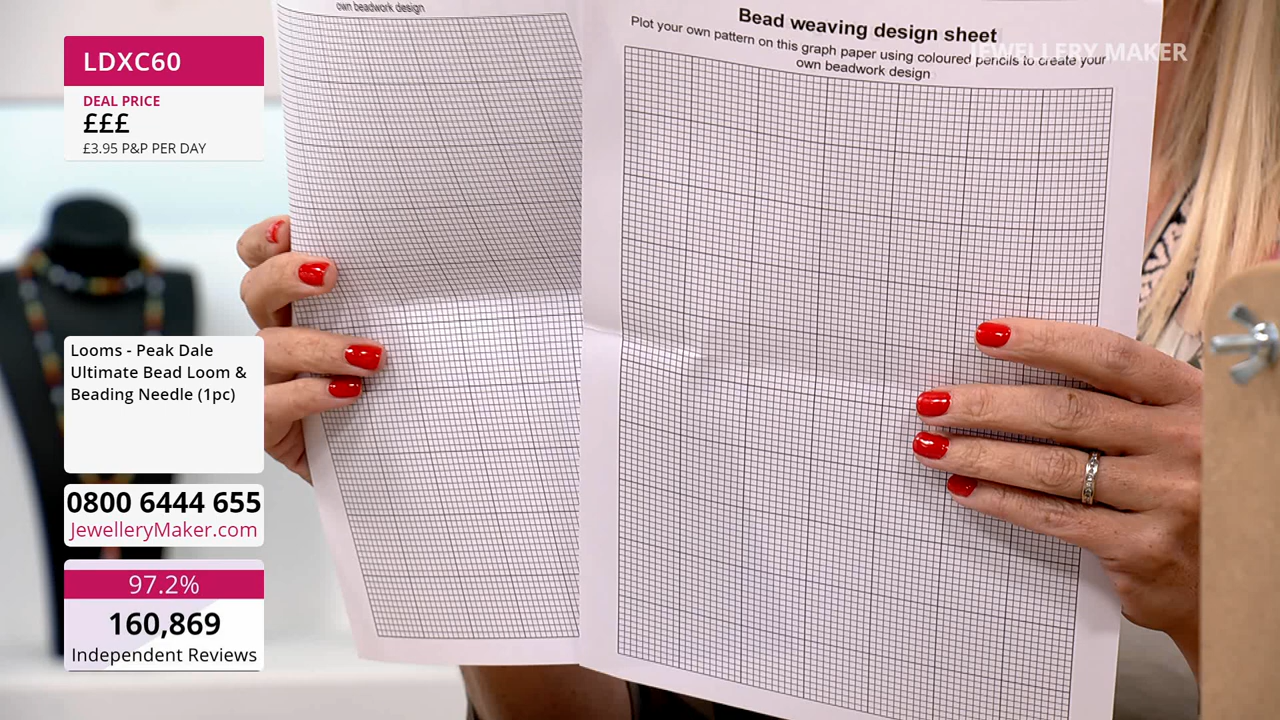 LDXC60
DEAL PRICE
£££
£3.95 P&P PER DAY
Looms - Peak Dale
Ultimate Bead Loom &
Beading Needle (1pc)
0800 6444 655
JewelleryMaker.com
97.2%
160,869
Independent Reviews
own beadwork design
Bead weaving design sheet
Plot your own pattern on this graph paper using coloured pencils to create your
own beadwork design
JEWELLERY MAKER